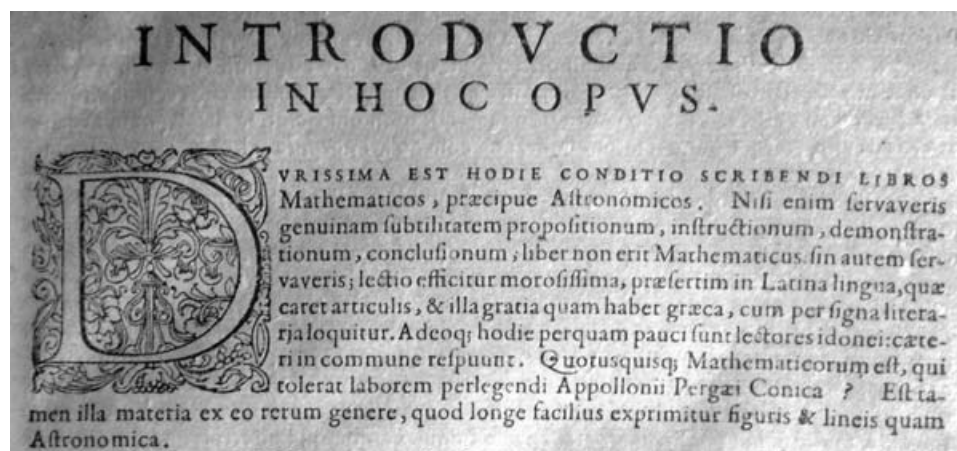 INTRODVCTIO
IN HOC OPVS.
DVRISSIMA EST HODIE CONDITIO SCRIBENDI LIBROS
Mathematicos, præcipue Aſtronomicos. Niſi enim ſervaveris
genuinam ſubtilitatem propoſitionum, inſtructionum, demonſtra-
tionum, concluſionum; liber non erit Mathematicus: ſin autem ſer-
vaveris; lectio efficitur moroſiſſima, præſertim in Latina lingua, quæ
caret articulis, & illa gratia quam habet græca, cum per ſigna litera-
ria loquitur. Adeoq; hodie perquam pauci ſunt lectores idonei: cæte-
ri in commune reſpuunt. Quotusquisq; Mathematicorum eſt, qui
tolerat laborem perlegendi Appollonii Pergæi Conica ? Eſt ta-
men illa materia ex eo rerum genere, quod longe facilius exprimitur figuris & lineis quam
Aſtronomica.